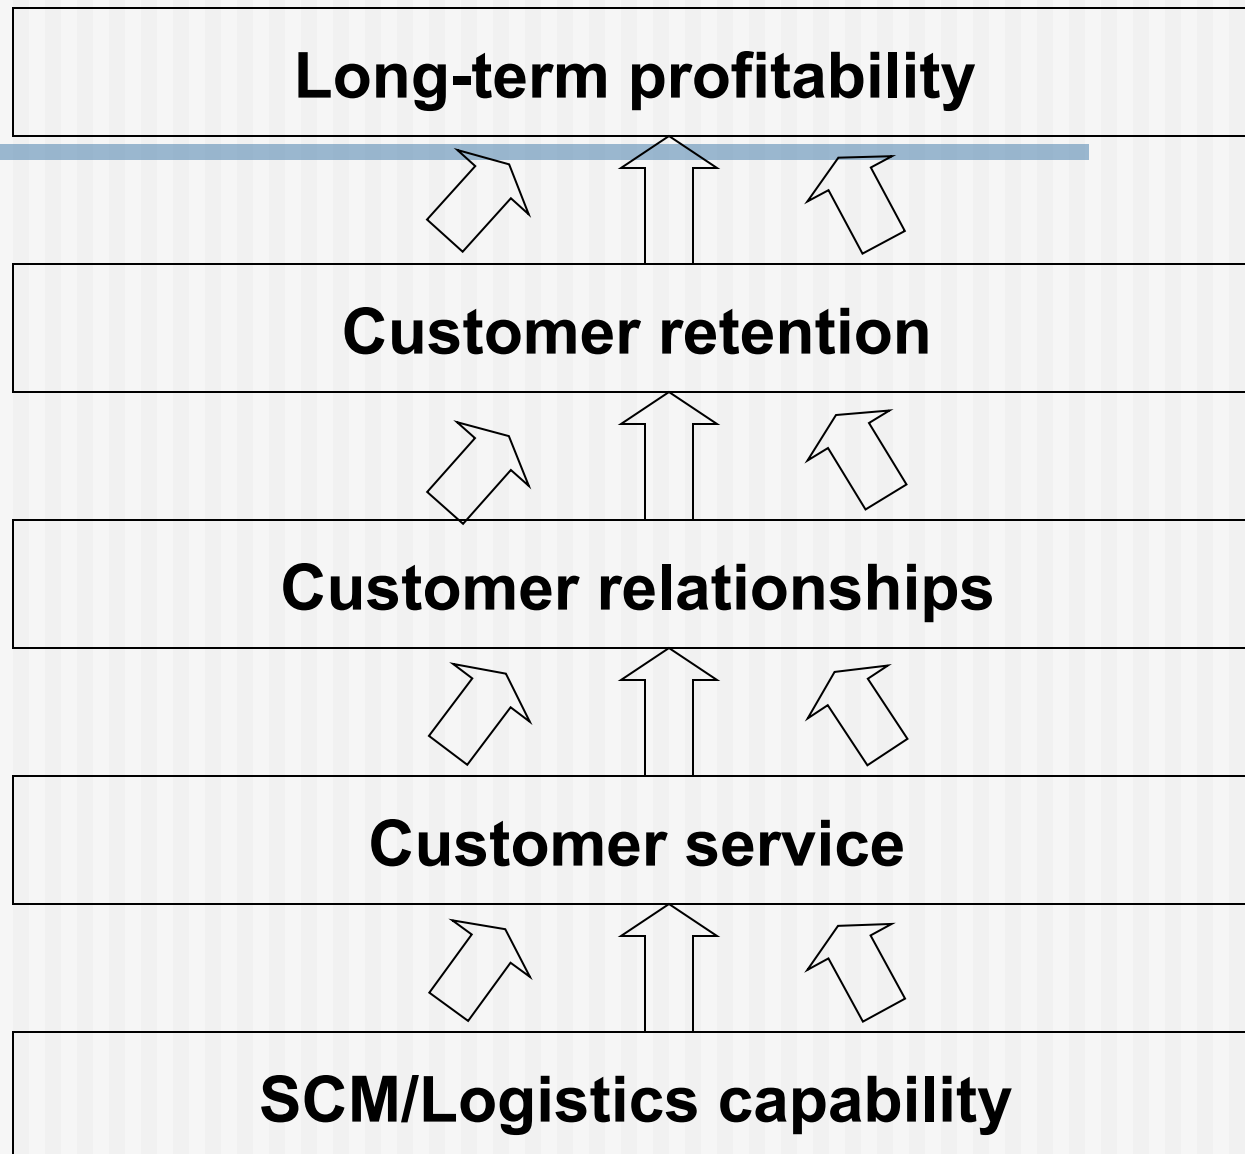 Long-term profitability
Customer retention
Customer relationships
Customer service
SCM/Logistics capability